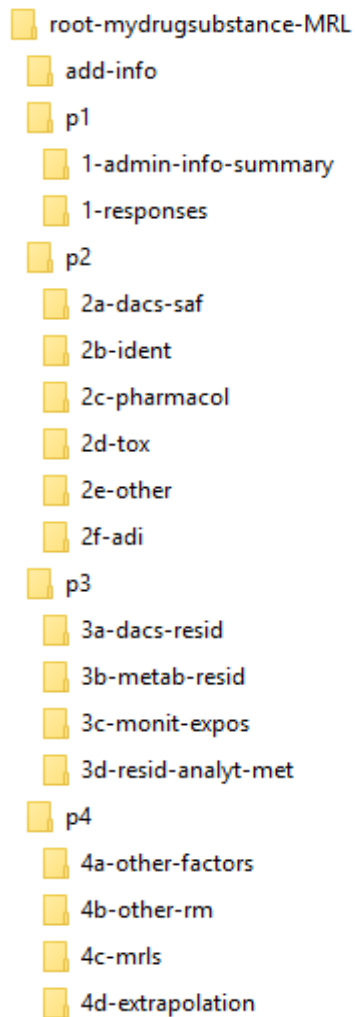 root-mydrugsubstance-MRL
add-info
p1
1-admin-info-summary
1-responses
p2
2a-dacs-saf
2b-ident
2c-pharmacol
2d-tox
2e-other
2f-adi
p3
3a-dacs-resid
3b-metab-resid
3c-monit-expos
3d-resid-analyt-met
p4
4a-other-factors
4b-other-rm
4c-mrls
4d-extrapolation